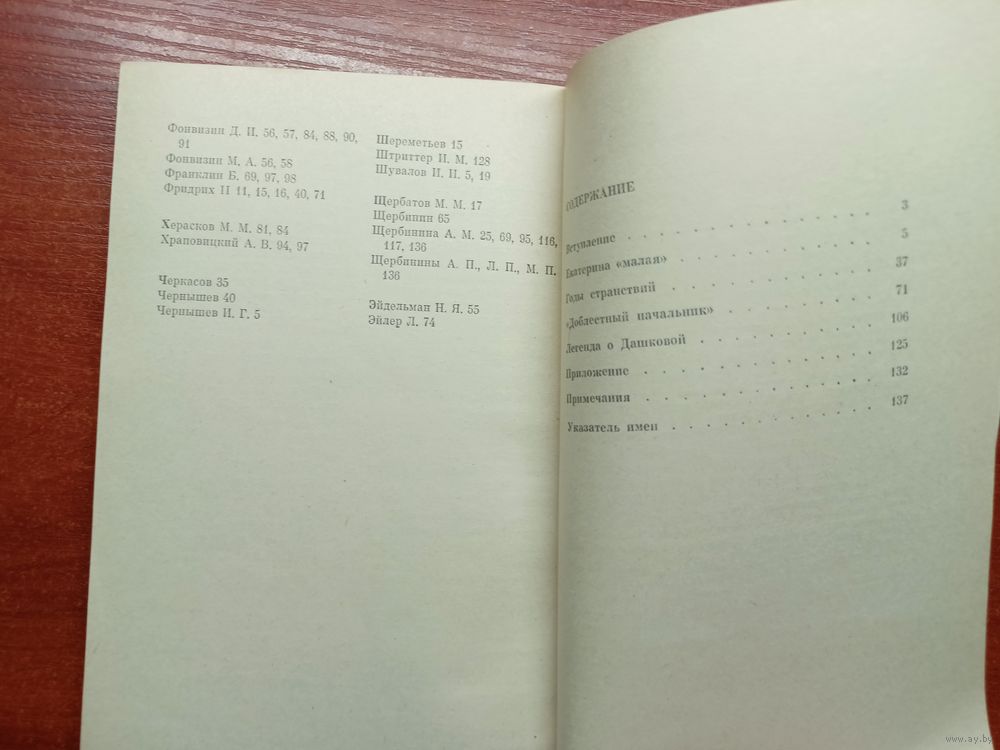 Фонвизин Д. И. 56, 57, 84, 88, 90,
91
Фонвизин М. А. 56, 58
Франклин Б. 69, 97, 98
Фридрих II 11, 15, 16, 40, 71
Херасков М. М. 81, 84
Храповицкий А. В. 94, 97
Черкасов 35
Чернышев 40
Чернышев И. Г. 5
Шереметьев 15
Штриттер И. М. 128
Шувалов И. И. 5, 19
Щербатов М. М. 17
Щербинин 65
Щербинина А. М. 25, 69, 95, 116,
117, 136
Щербинины А. П., Л. П., М. П.
136
Эйдельман Н. Я. 55
Эйлер Л. 74
СОДЕРЖАНИЕ
Вступление . . . . . . . . . 3
Екатерина «малая» . . . . . . . . 5
Годы странствий . . . . . . . . 37
«Доблестный начальник» . . . . . . 71
Легенда о Дашковой . . . . . . . 106
Приложение . . . . . . . . . 125
Примечания . . . . . . . . . 132
Указатель имен . . . . . . . . 137
www.ay.by